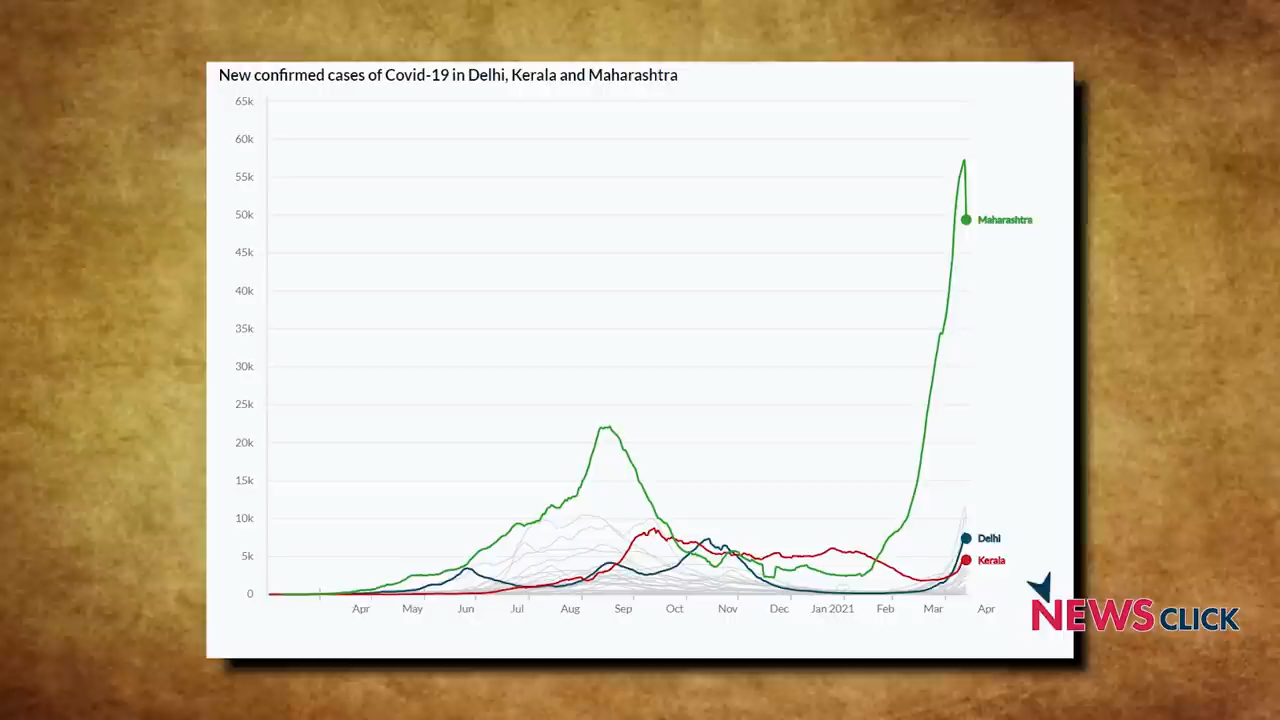 New confirmed cases of Covid-19 in Delhi, Kerala and Maharashtra
65k
60k
55k
50k
Maharashtra
45k
40k
35k
30k
25k
20k
15k
10k
Delhi
5k
Kerala
0
Apr May Jun Jul Aug Sep Oct Nov Dec Jan 2021 Feb Mar Apr
NEWSCLICK